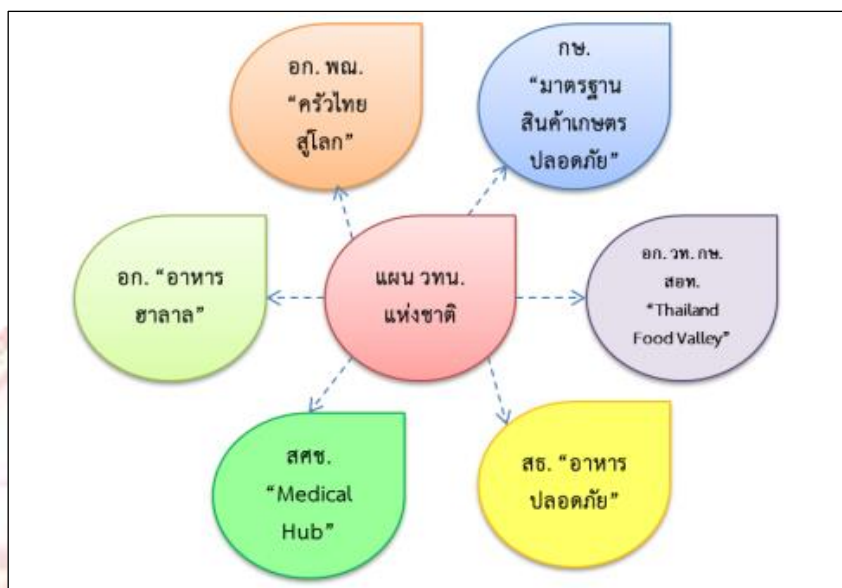 อก. พณ.
“ครัวไทย
สู่โลก”
กษ.
“มาตรฐาน
สินค้าเกษตร
ปลอดภัย”
อก. “อาหาร
ฮาลาล”
แผน วทน.
แห่งชาติ
อก. วท. กษ.
สอท.
“Thailand
Food Valley”
สศช.
“Medical
Hub”
สธ. “อาหาร
ปลอดภัย”